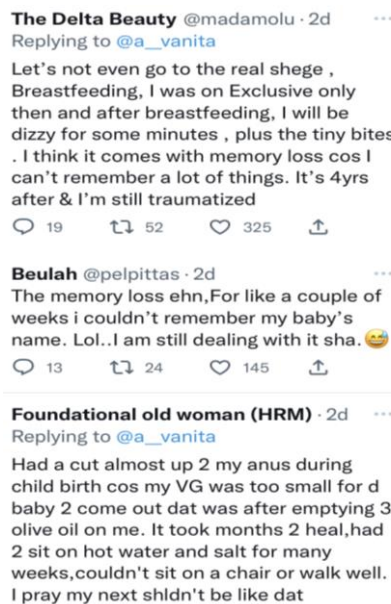 The Delta Beauty @madamolu · 2d
Replying to @a__vanita
Let's not even go to the real shege ,
Breastfeeding, I was on Exclusive only
then and after breastfeeding, I will be
dizzy for some minutes , plus the tiny bites
. I think it comes with memory loss cos I
can't remember a lot of things. It's 4yrs
after & I'm still traumatized
19 52 325
Beulah @pelpittas · 2d
The memory loss ehn,For like a couple of
weeks i couldn't remember my baby's
name. Lol..I am still dealing with it sha. 😅
13 24 145
Foundational old woman (HRM) · 2d
Replying to @a__vanita
Had a cut almost up 2 my anus during
child birth cos my VG was too small for d
baby 2 come out dat was after emptying 3
olive oil on me. It took months 2 heal,had
2 sit on hot water and salt for many
weeks,couldn't sit on a chair or walk well.
I pray my next shldn't be like dat